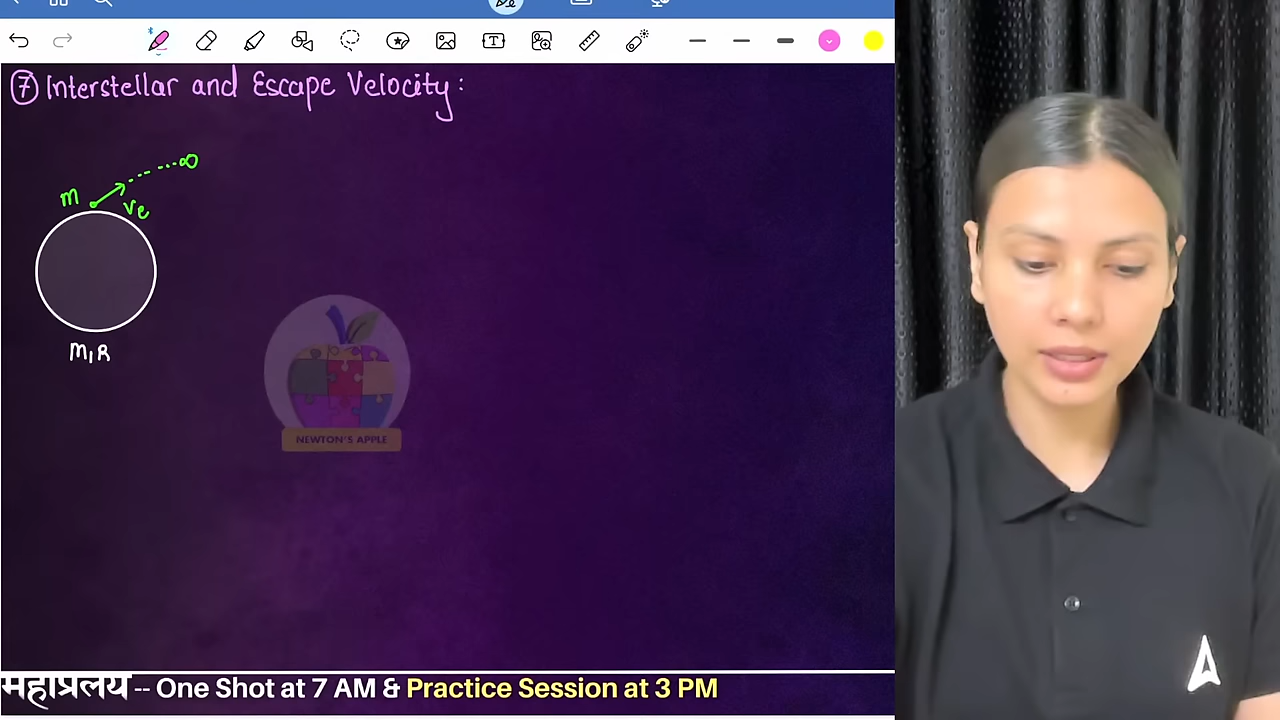 ⑦ Interstellar and Escape Velocity:
∞
m
ve
M, R
NEWTON'S APPLE
महाप्रलय -- One Shot at 7 AM & Practice Session at 3 PM